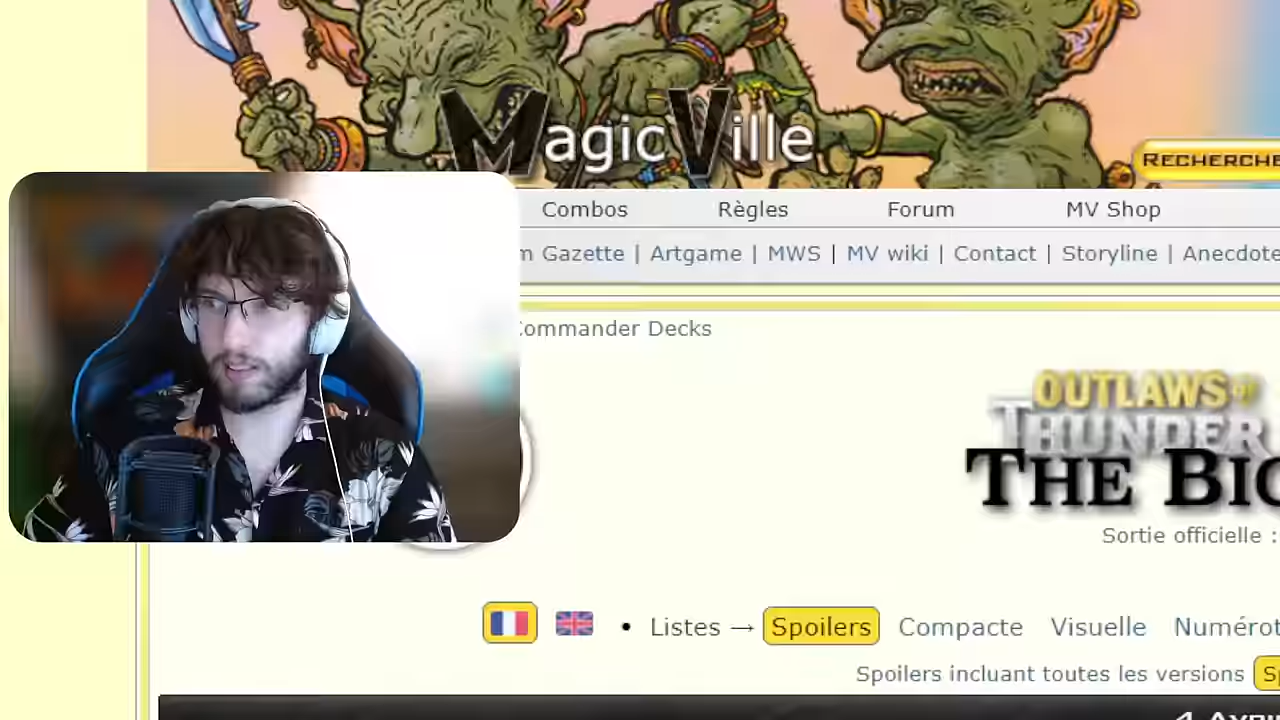 MagicVille
RECHERCHE
Combos Règles Forum MV Shop
m Gazette | Artgame | MWS | MV wiki | Contact | Storyline | Anecdote
Commander Decks
OUTLAWS OF
THUNDER
THE BIG
Sortie officielle :
• Listes → Spoilers Compacte Visuelle Numérot
Spoilers incluant toutes les versions Sp